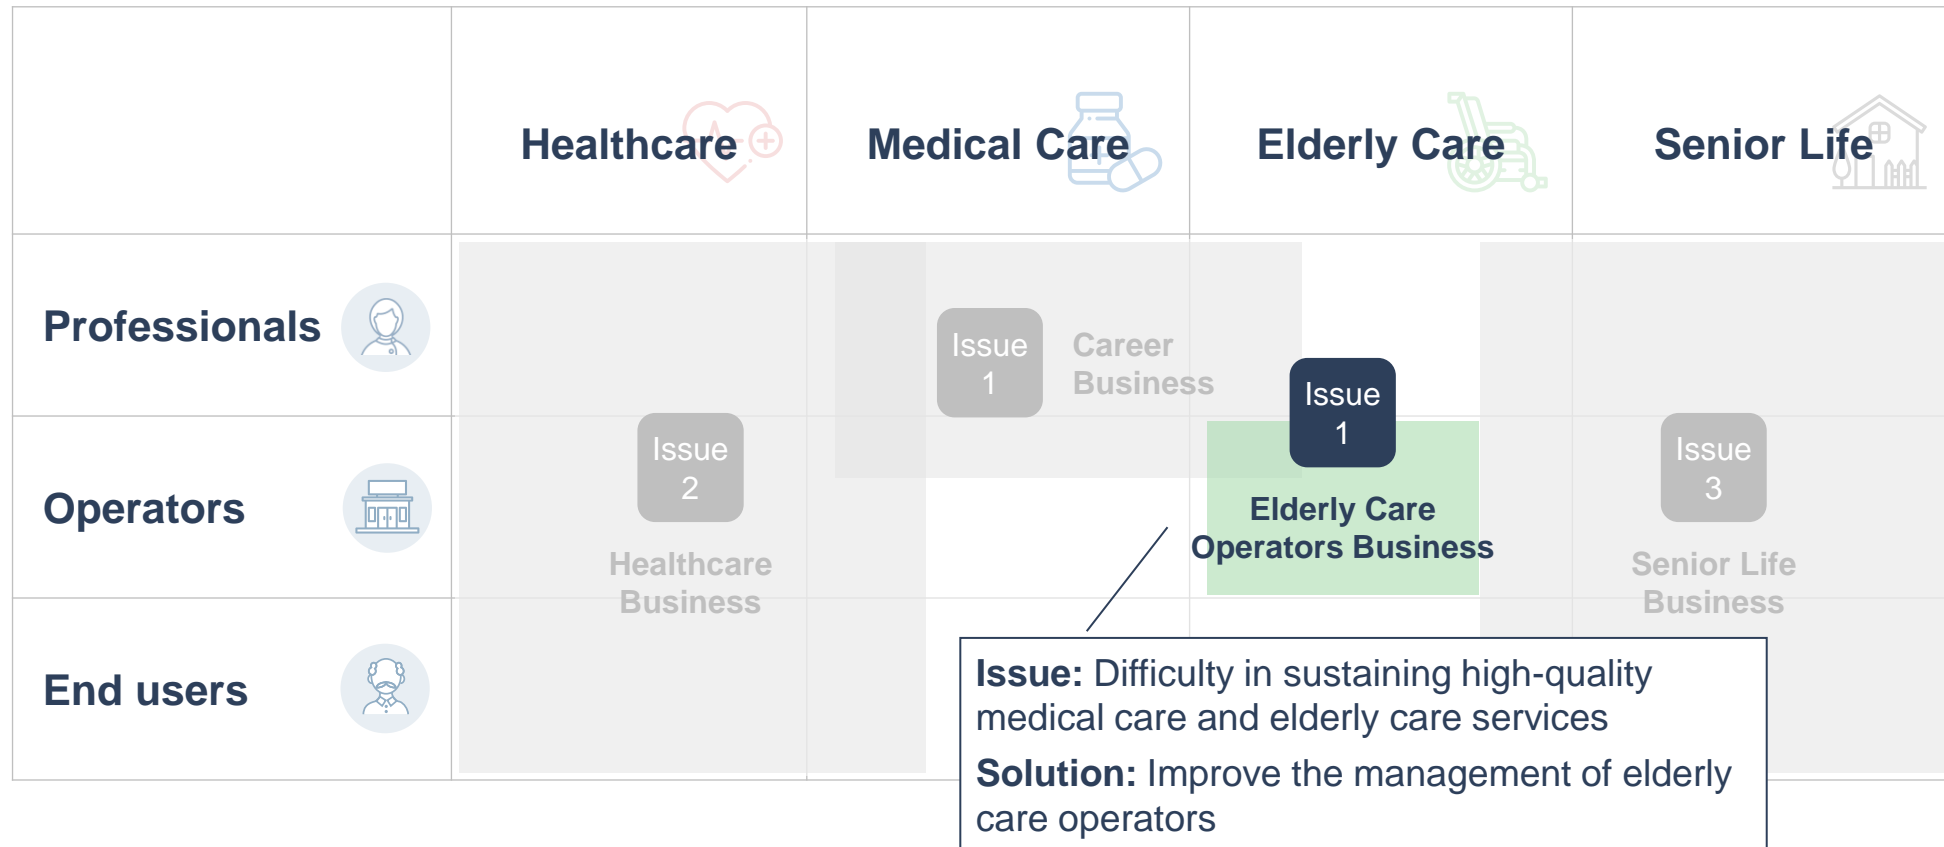 Healthcare
Medical Care
Elderly Care
Senior Life
Professionals
Issue
1
Career
Business
Issue
1
Operators
Issue
2
Healthcare
Business
Elderly Care
Operators Business
Issue
3
Senior Life
Business
End users
Issue: Difficulty in sustaining high-quality
medical care and elderly care services
Solution: Improve the management of elderly
care operators